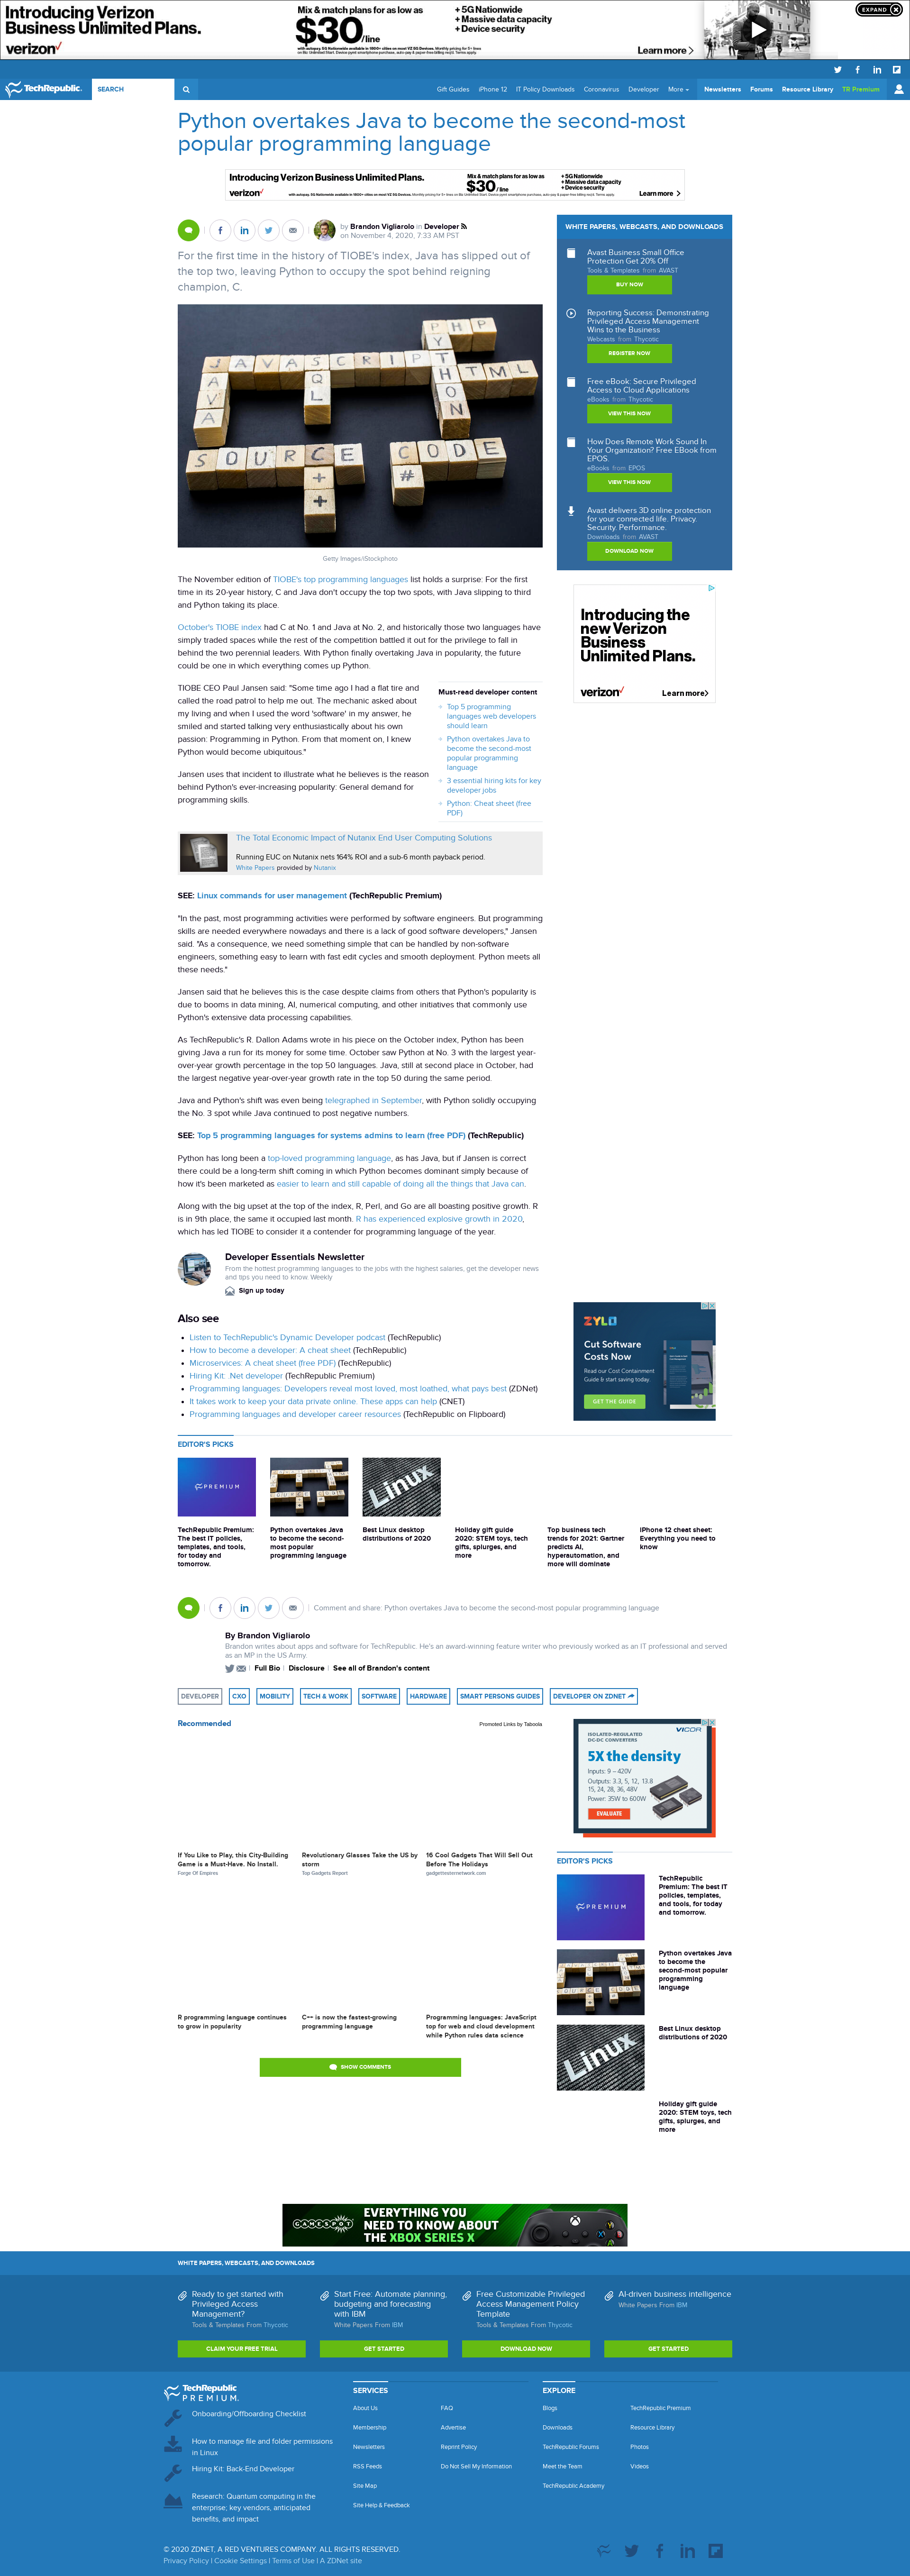 Introducing Verizon
Business Unlimited Plans.
verizon
Mix & match plans for as low as
$30/line
+ 5G Nationwide
+ Massive data capacity
+ Device security
Learn more
EXPAND
TechRepublic.
SEARCH
Gift Guides
iPhone 12
IT Policy Downloads
Coronavirus
Developer
More
Newsletters
Forums
Resource Library
TR Premium
Python overtakes Java to become the second-most
popular programming language
Introducing Verizon Business Unlimited Plans.
verizon
Mix & match plans for as low as
$30/line
+ 5G Nationwide
+ Massive data capacity
+ Device security
Learn more
by Brandon Vigliarolo in Developer
on November 4, 2020, 7:33 AM PST
For the first time in the history of TIOBE's index, Java has slipped out of
the top two, leaving Python to occupy the spot behind reigning
champion, C.
JAVA
JAVASCRIPT
SQL
PHP
PYTHON
HTML
SOURCE CODE
Getty Images/iStockphoto
The November edition of TIOBE's top programming languages list holds a surprise: For the first
time in its 20-year history, C and Java don't occupy the top two spots, with Java slipping to third
and Python taking its place.
October's TIOBE index had C at No. 1 and Java at No. 2, and historically those two languages have
simply traded spaces while the rest of the competition battled it out for the privilege to fall in
behind the two perennial leaders. With Python finally overtaking Java in popularity, the future
could be one in which everything comes up Python.
TIOBE CEO Paul Jansen said: "Some time ago I had a flat tire and
called the road patrol to help me out. The mechanic asked about
my living and when I used the word 'software' in my answer, he
smiled and started talking very enthusiastically about his own
passion: Programming in Python. From that moment on, I knew
Python would become ubiquitous."
Jansen uses that incident to illustrate what he believes is the reason
behind Python's ever-increasing popularity: General demand for
programming skills.
Must-read developer content
Top 5 programming
languages web developers
should learn
Python overtakes Java to
become the second-most
popular programming
language
3 essential hiring kits for key
developer jobs
Python: Cheat sheet (free
PDF)
The Total Economic Impact of Nutanix End User Computing Solutions
Running EUC on Nutanix nets 164% ROI and a sub-6 month payback period.
White Papers provided by Nutanix
SEE: Linux commands for user management (TechRepublic Premium)
"In the past, most programming activities were performed by software engineers. But programming
skills are needed everywhere nowadays and there is a lack of good software developers," Jansen
said. "As a consequence, we need something simple that can be handled by non-software
engineers, something easy to learn with fast edit cycles and smooth deployment. Python meets all
these needs."
Jansen said that he believes this is the case despite claims from others that Python's popularity is
due to booms in data mining, AI, numerical computing, and other initiatives that commonly use
Python's extensive data processing capabilities.
As TechRepublic's R. Dallon Adams wrote in his piece on the October index, Python has been
giving Java a run for its money for some time. October saw Python at No. 3 with the largest year-
over-year growth percentage in the top 50 languages. Java, still at second place in October, had
the largest negative year-over-year growth rate in the top 50 during the same period.
Java and Python's shift was even being telegraphed in September, with Python solidly occupying
the No. 3 spot while Java continued to post negative numbers.
SEE: Top 5 programming languages for systems admins to learn (free PDF) (TechRepublic)
Python has long been a top-loved programming language, as has Java, but if Jansen is correct
there could be a long-term shift coming in which Python becomes dominant simply because of
how it's been marketed as easier to learn and still capable of doing all the things that Java can.
Along with the big upset at the top of the index, R, Perl, and Go are all boasting positive growth. R
is in 9th place, the same it occupied last month. R has experienced explosive growth in 2020,
which has led TIOBE to consider it a contender for programming language of the year.
Developer Essentials Newsletter
From the hottest programming languages to the jobs with the highest salaries, get the developer news
and tips you need to know. Weekly
Sign up today
Also see
Listen to TechRepublic's Dynamic Developer podcast (TechRepublic)
How to become a developer: A cheat sheet (TechRepublic)
Microservices: A cheat sheet (free PDF) (TechRepublic)
Hiring Kit: .Net developer (TechRepublic Premium)
Programming languages: Developers reveal most loved, most loathed, what pays best (ZDNet)
It takes work to keep your data private online. These apps can help (CNET)
Programming languages and developer career resources (TechRepublic on Flipboard)
WHITE PAPERS, WEBCASTS, AND DOWNLOADS
Avast Business Small Office
Protection Get 20% Off
Tools & Templates from AVAST
BUY NOW
Reporting Success: Demonstrating
Privileged Access Management
Wins to the Business
Webcasts from Thycotic
REGISTER NOW
Free eBook: Secure Privileged
Access to Cloud Applications
eBooks from Thycotic
VIEW THIS NOW
How Does Remote Work Sound In
Your Organization? Free EBook from
EPOS.
eBooks from EPOS
VIEW THIS NOW
Avast delivers 3D online protection
for your connected life. Privacy.
Security. Performance.
Downloads from AVAST
DOWNLOAD NOW
Introducing the
new Verizon
Business
Unlimited Plans.
verizon
Learn more
ZYLO
Cut Software
Costs Now
Read our Cost Containment
Guide & start saving today.
GET THE GUIDE
EDITOR'S PICKS
PREMIUM
Linux
TechRepublic Premium:
The best IT policies,
templates, and tools,
for today and
tomorrow.
Python overtakes Java
to become the second-
most popular
programming language
Best Linux desktop
distributions of 2020
Holiday gift guide
2020: STEM toys, tech
gifts, splurges, and
more
Top business tech
trends for 2021: Gartner
predicts AI,
hyperautomation, and
more will dominate
iPhone 12 cheat sheet:
Everything you need to
know
Comment and share: Python overtakes Java to become the second-most popular programming language
By Brandon Vigliarolo
Brandon writes about apps and software for TechRepublic. He's an award-winning feature writer who previously worked as an IT professional and served
as an MP in the US Army.
Full Bio
Disclosure
See all of Brandon's content
DEVELOPER
CXO
MOBILITY
TECH & WORK
SOFTWARE
HARDWARE
SMART PERSONS GUIDES
DEVELOPER ON ZDNET
Recommended
Promoted Links by Taboola
If You Like to Play, this City-Building
Game is a Must-Have. No Install.
Forge Of Empires
Revolutionary Glasses Take the US by
storm
Top Gadgets Report
16 Cool Gadgets That Will Sell Out
Before The Holidays
R programming language continues
to grow in popularity
C++ is now the fastest-growing
programming language
Programming languages: JavaScript
top for web and cloud development
while Python rules data science
SHOW COMMENTS
ISOLATED-REGULATED
DC-DC CONVERTERS
VICOR
5X the density
Inputs: 9 – 420V
Outputs: 3.3, 5, 12, 13.8
15, 24, 28, 36, 48V
Power: 35W to 600W
EVALUATE
EDITOR'S PICKS
PREMIUM
TechRepublic
Premium: The best IT
policies, templates,
and tools, for today
and tomorrow.
Python overtakes Java
to become the
second-most popular
programming
language
Linux
Best Linux desktop
distributions of 2020
Holiday gift guide
2020: STEM toys, tech
gifts, splurges, and
more
GAMESPOT
EVERYTHING YOU
NEED TO KNOW ABOUT
THE XBOX SERIES X
WHITE PAPERS, WEBCASTS, AND DOWNLOADS
Ready to get started with
Privileged Access
Management?
Tools & Templates From Thycotic
CLAIM YOUR FREE TRIAL
Start Free: Automate planning,
budgeting and forecasting
with IBM
White Papers From IBM
GET STARTED
Free Customizable Privileged
Access Management Policy
Template
Tools & Templates From Thycotic
DOWNLOAD NOW
AI-driven business intelligence
White Papers From IBM
GET STARTED
TechRepublic
PREMIUM.
Onboarding/Offboarding Checklist
How to manage file and folder permissions
in Linux
Hiring Kit: Back-End Developer
Research: Quantum computing in the
enterprise; key vendors, anticipated
benefits, and impact
SERVICES
About Us
FAQ
Membership
Advertise
Newsletters
Reprint Policy
RSS Feeds
Do Not Sell My Information
Site Map
Site Help & Feedback
EXPLORE
Blogs
TechRepublic Premium
Downloads
Resource Library
TechRepublic Forums
Photos
Meet the Team
Videos
TechRepublic Academy
© 2020 ZDNET, A RED VENTURES COMPANY. ALL RIGHTS RESERVED.
Privacy Policy | Cookie Settings | Terms of Use | A ZDNet site